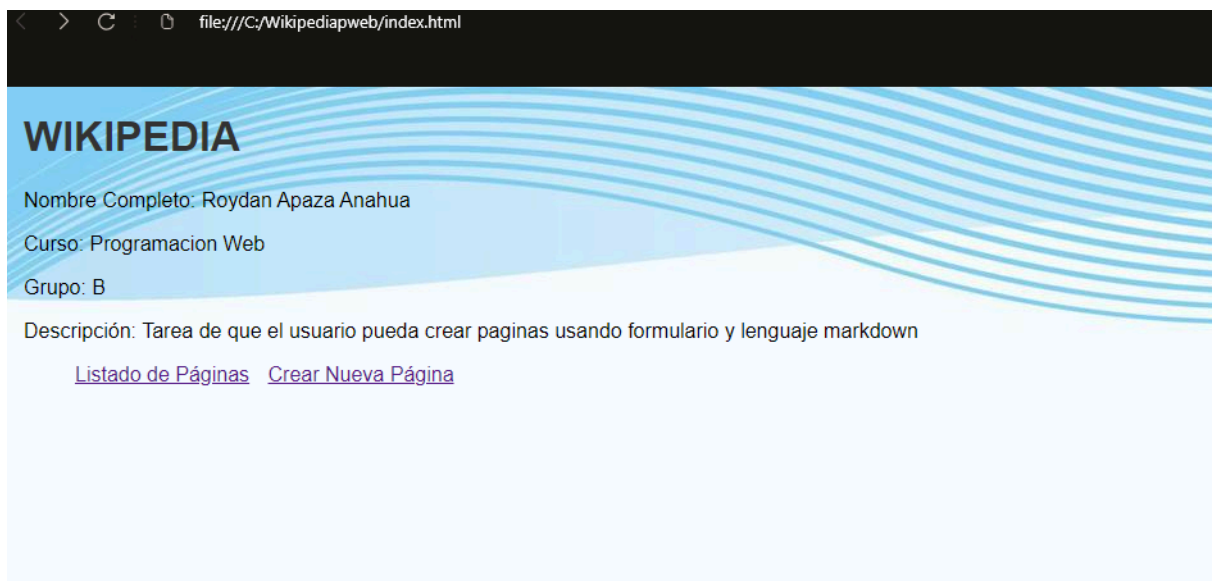 file:///C:/Wikipediapweb/index.html
WIKIPEDIA
Nombre Completo: Roydan Apaza Anahua
Curso: Programacion Web
Grupo: B
Descripción: Tarea de que el usuario pueda crear paginas usando formulario y lenguaje markdown
Listado de Páginas Crear Nueva Página